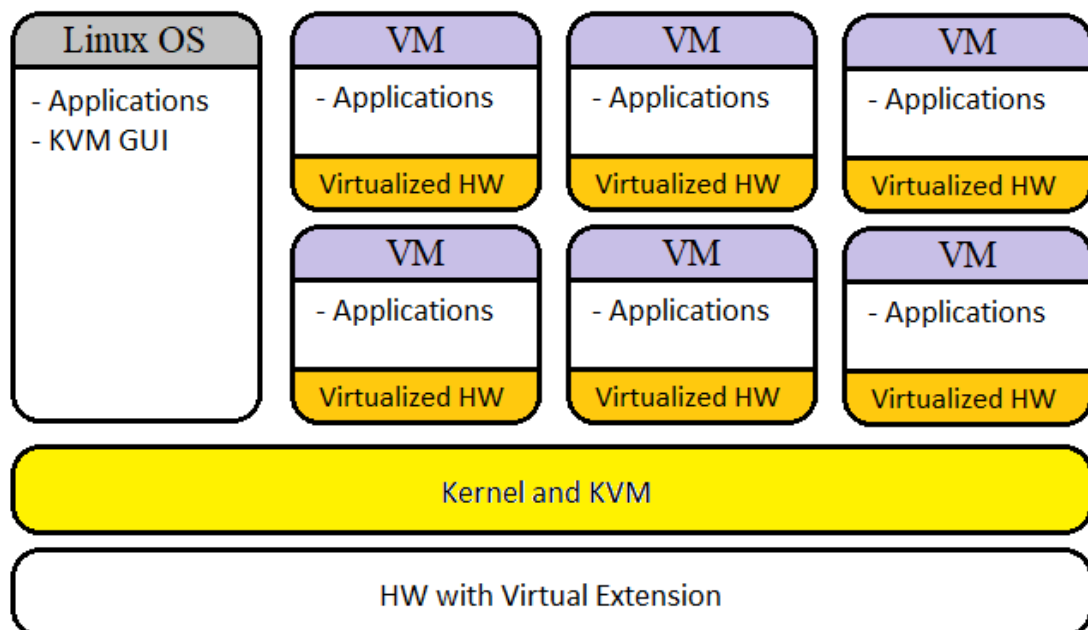 Linux OS
- Applications
- KVM GUI
VM
- Applications
Virtualized HW
VM
- Applications
Virtualized HW
VM
- Applications
Virtualized HW
VM
- Applications
Virtualized HW
VM
- Applications
Virtualized HW
VM
- Applications
Virtualized HW
Kernel and KVM
HW with Virtual Extension